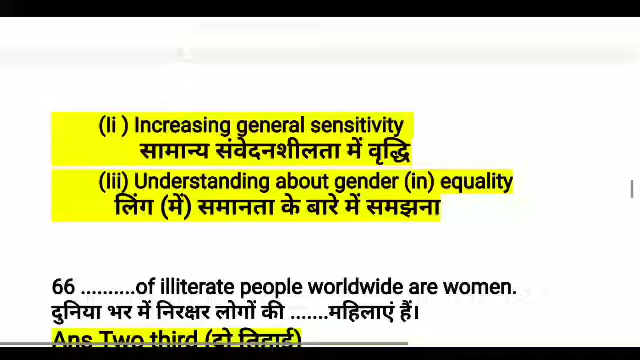 (Ii ) Increasing general sensitivity
सामान्य संवेदनशीलता में वृद्धि
(Iii) Understanding about gender (in) equality
लिंग (में) समानता के बारे में समझना
66 ..........of illiterate people worldwide are women.
दुनिया भर में निरक्षर लोगों की .......महिलाएं हैं।
Ans Two third (दो तिहाई)